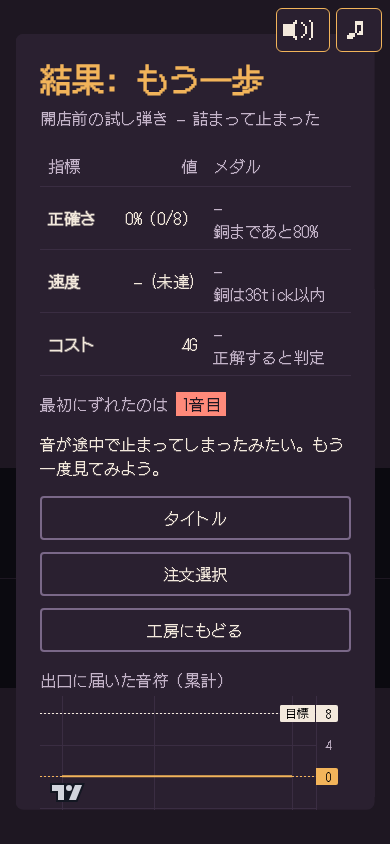 結果: もう一歩
開店前の試し弾き – 詰まって止まった
指標 値 メダル
正確さ 0% (0/8) –
銅まであと80%
速度 – (未達) –
銅は36tick以内
コスト 4G –
正解すると判定
最初にずれたのは 1音目
音が途中で止まってしまったみたい。もう
一度見てみよう。
タイトル
注文選択
工房にもどる
出口に届いた音符 (累計)
目標 8
4
0